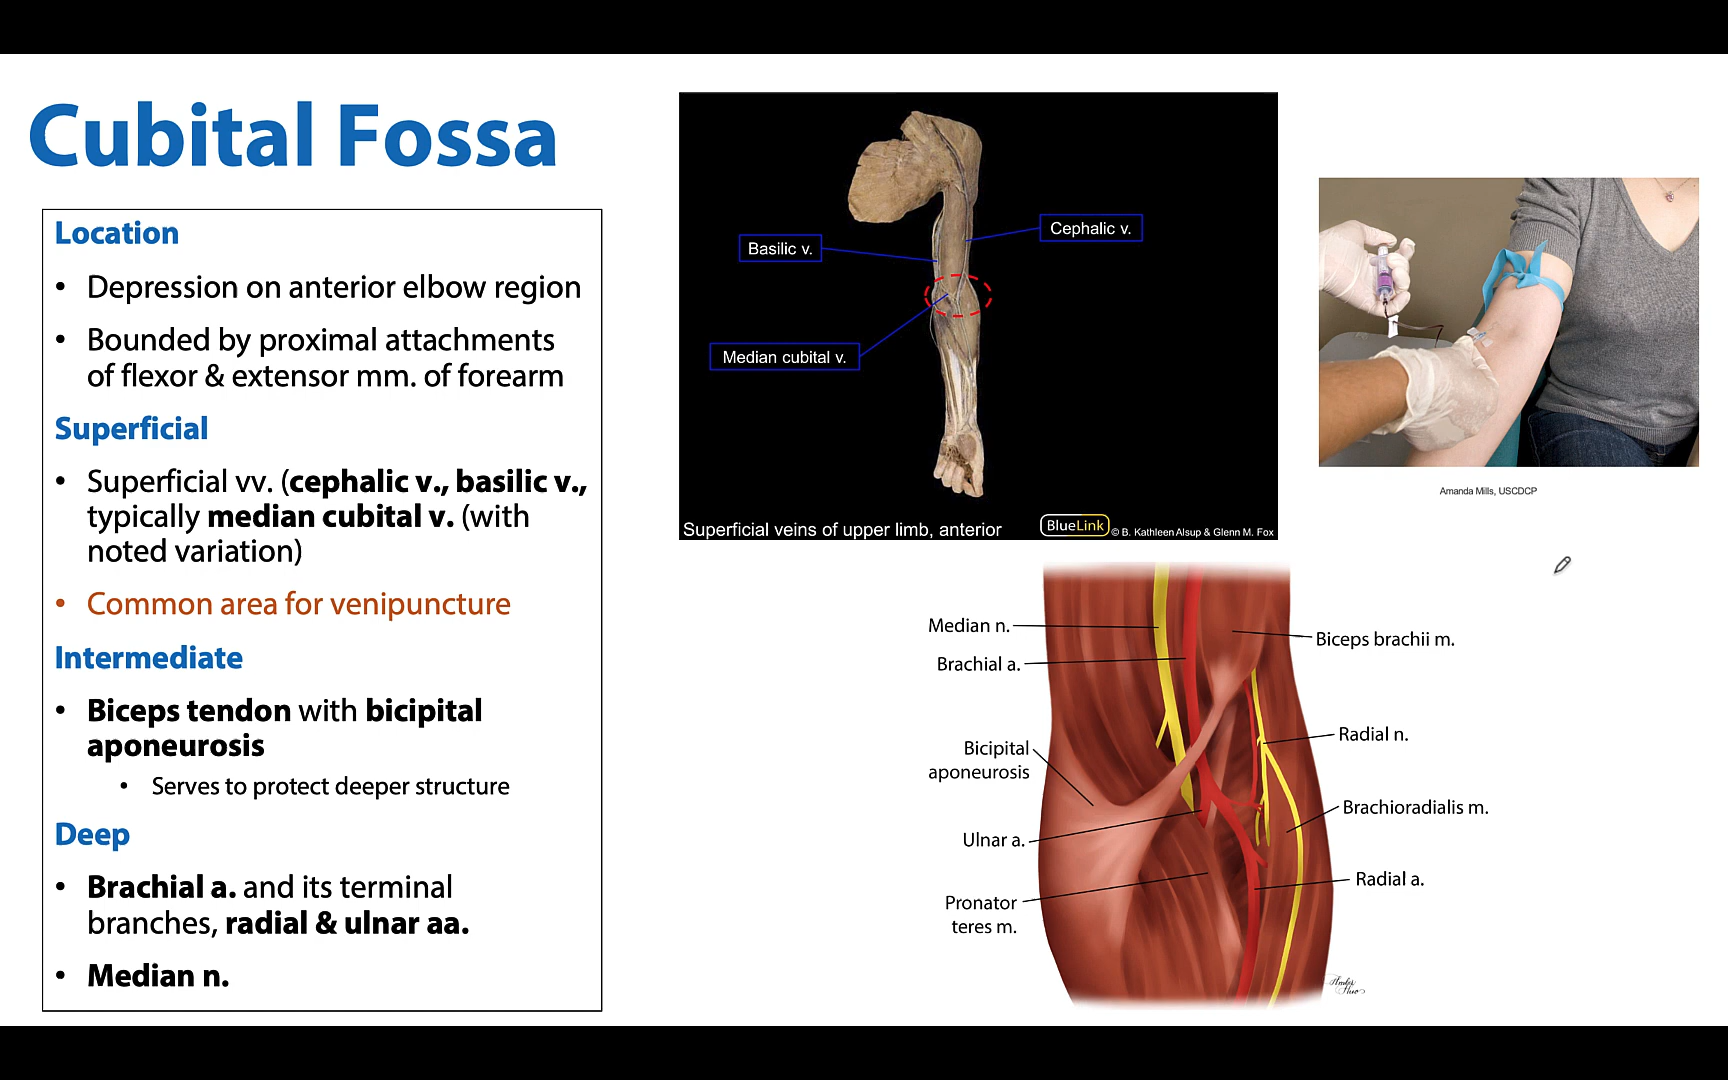 Cubital Fossa
Location
• Depression on anterior elbow region
• Bounded by proximal attachments
of flexor & extensor mm. of forearm
Superficial
• Superficial vv. (cephalic v., basilic v.,
typically median cubital v. (with
noted variation)
• Common area for venipuncture
Intermediate
• Biceps tendon with bicipital
aponeurosis
• Serves to protect deeper structure
Deep
• Brachial a. and its terminal
branches, radial & ulnar aa.
• Median n.
Basilic v.
Cephalic v.
Median cubital v.
Superficial veins of upper limb, anterior
BlueLink
© B. Kathleen Alsup & Glenn M. Fox
Amanda Mills, USCDCP
Median n.
Brachial a.
Bicipital
aponeurosis
Ulnar a.
Pronator
teres m.
Biceps brachii m.
Radial n.
Brachioradialis m.
Radial a.